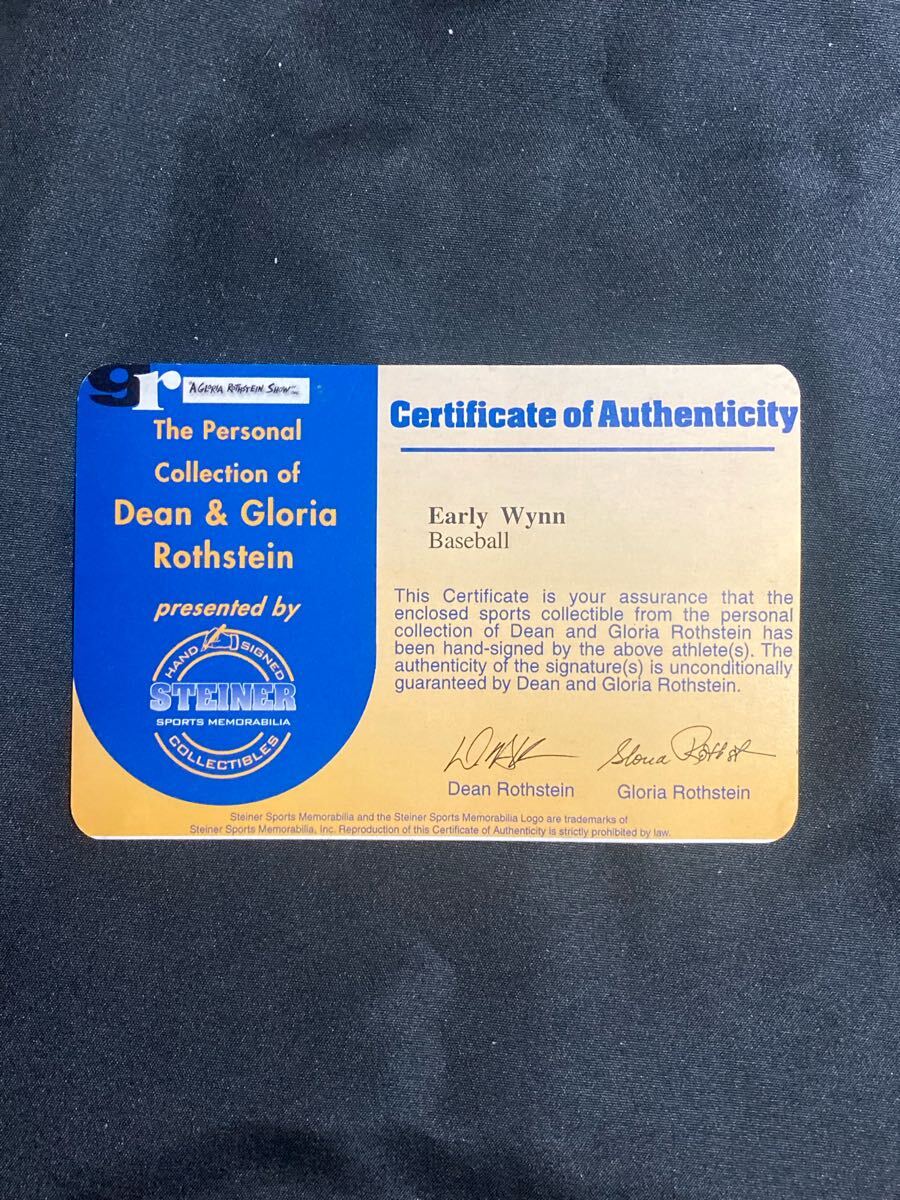 gr
"A GLORIA ROTHSTEIN SHOW" INC.
The Personal
Collection of
Dean & Gloria
Rothstein
presented by
HAND SIGNED
STEINER
SPORTS MEMORABILIA
COLLECTIBLES
Certificate of Authenticity
Early Wynn
Baseball
This Certificate is your assurance that the
enclosed sports collectible from the personal
collection of Dean and Gloria Rothstein has
been hand-signed by the above athlete(s). The
authenticity of the signature(s) is unconditionally
guaranteed by Dean and Gloria Rothstein.
Dean Rothstein
Gloria Rothstein
Steiner Sports Memorabilia and the Steiner Sports Memorabilia Logo are trademarks of
Steiner Sports Memorabilia, Inc. Reproduction of this Certificate of Authenticity is strictly prohibited by law.